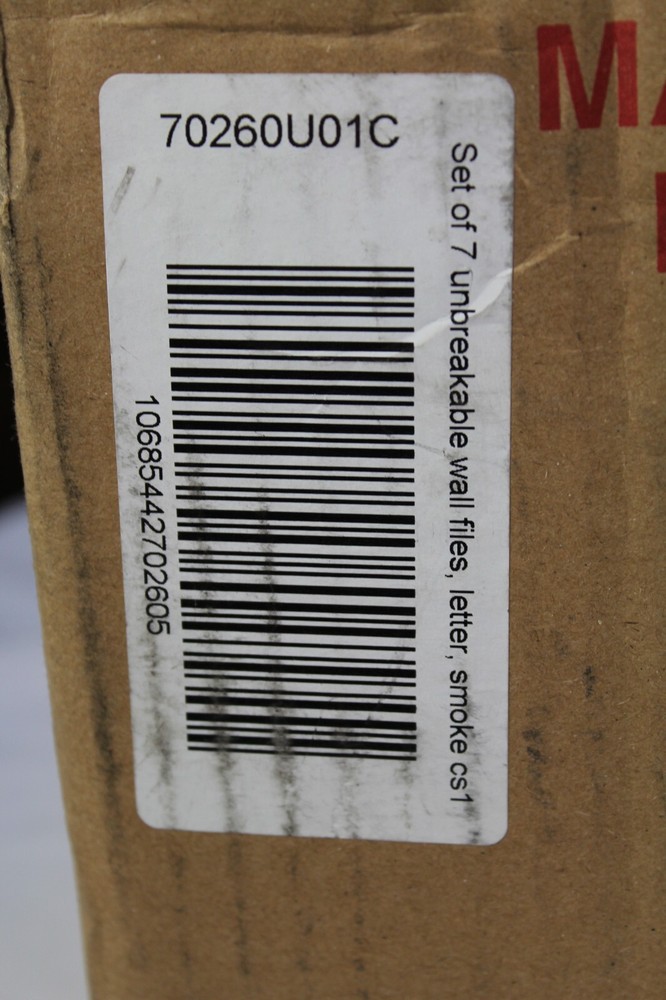 70260U01C
Set of 7 unbreakable wall files, letter, smoke cs1
10685442702605